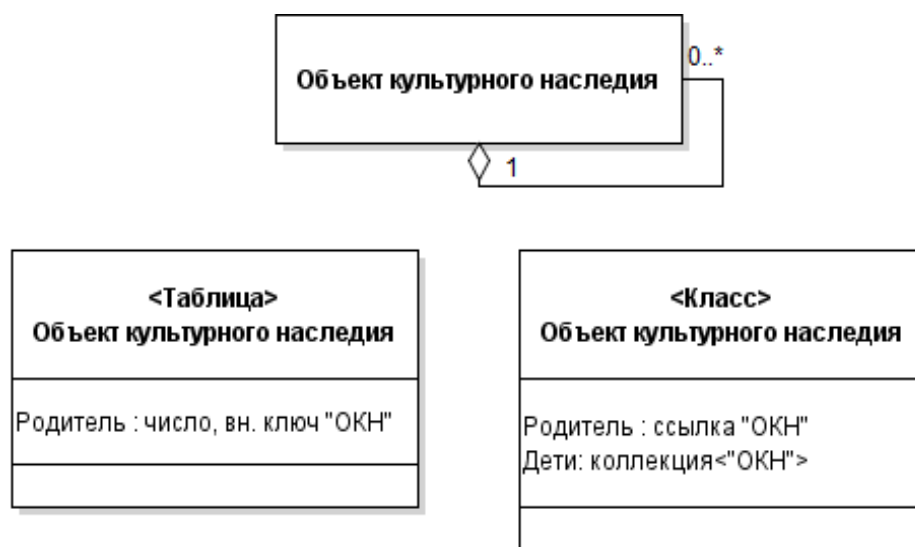 Объект культурного наследия
0..*
1
<Таблица>
Объект культурного наследия
Родитель : число, вн. ключ "ОКН"
<Класс>
Объект культурного наследия
Родитель : ссылка "ОКН"
Дети: коллекция<"ОКН">